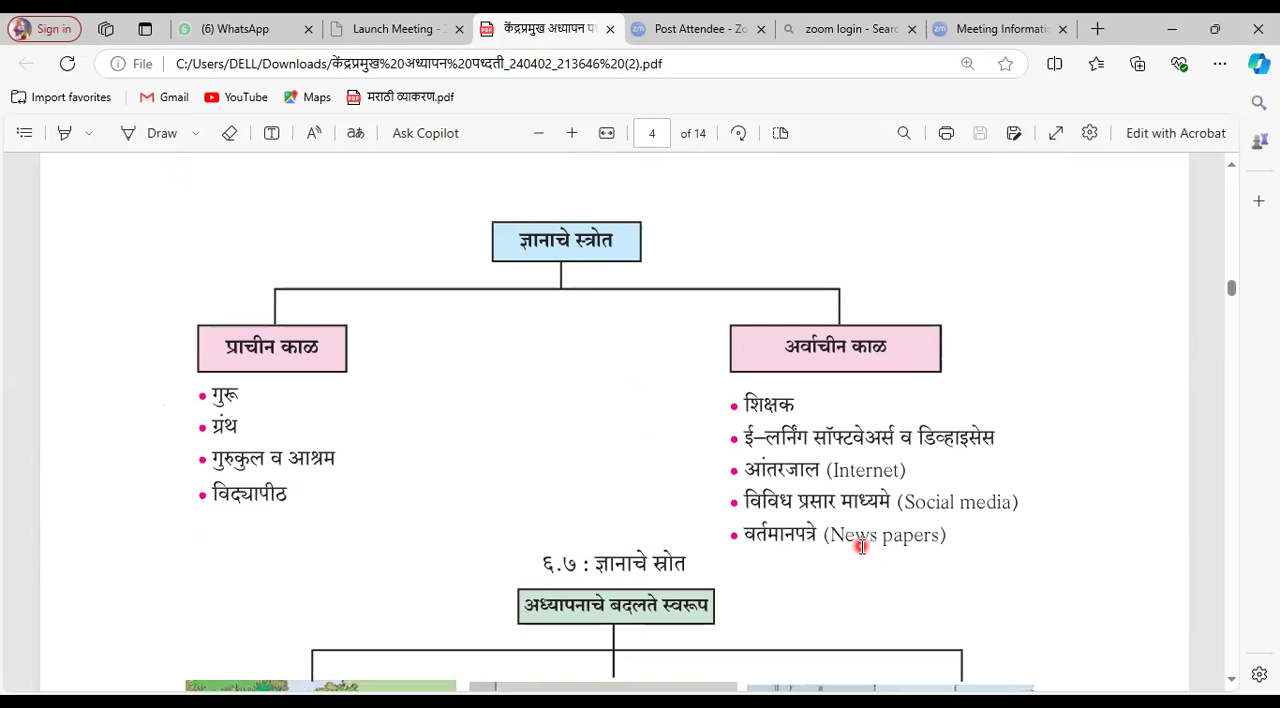 Sign in
(6) WhatsApp
Launch Meeting - Z
केंद्रप्रमुख अध्यापन पध
Post Attendee - Zo
zoom login - Searc
Meeting Informati
File
C:/Users/DELL/Downloads/केंद्रप्रमुख%20अध्यापन%20पध्दती_240402_213646%20(2).pdf
Import favorites
Gmail
YouTube
Maps
मराठी व्याकरण.pdf
Draw
Ask Copilot
4
of 14
Edit with Acrobat
ज्ञानाचे स्त्रोत
प्राचीन काळ
• गुरू
• ग्रंथ
• गुरुकुल व आश्रम
• विद्यापीठ
अर्वाचीन काळ
• शिक्षक
• ई–लर्निंग सॉफ्टवेअर्स व डिव्हाइसेस
• आंतरजाल (Internet)
• विविध प्रसार माध्यमे (Social media)
• वर्तमानपत्रे (News papers)
६.७ : ज्ञानाचे स्रोत
अध्यापनाचे बदलते स्वरूप